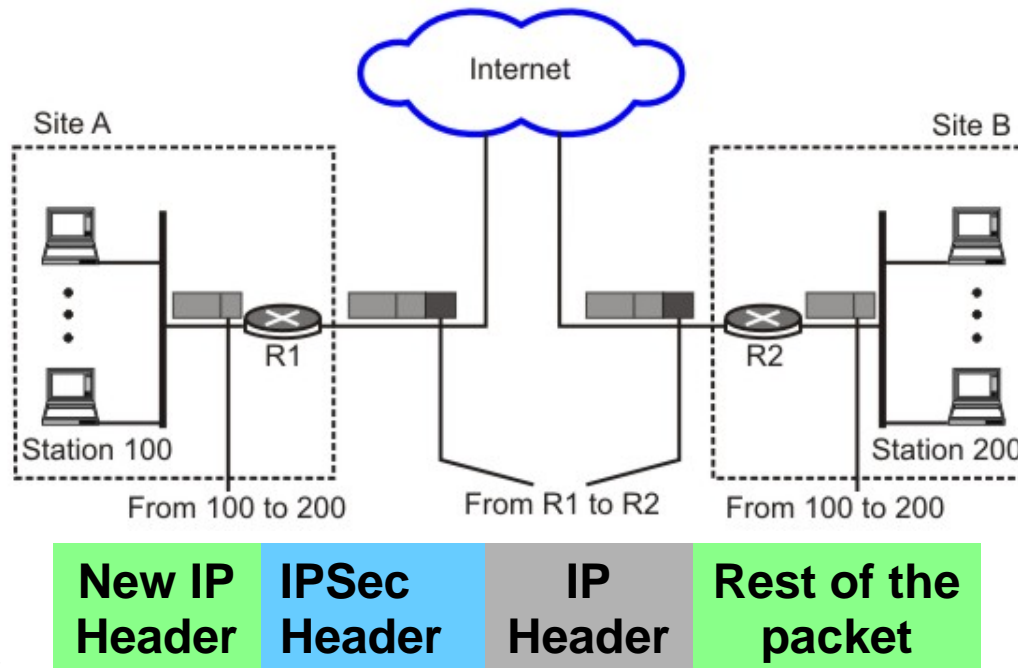 Internet
Site A
Site B
R1
R2
Station 100
Station 200
From 100 to 200
From R1 to R2
From 100 to 200
New IP
Header
IPSec
Header
IP
Header
Rest of the
packet